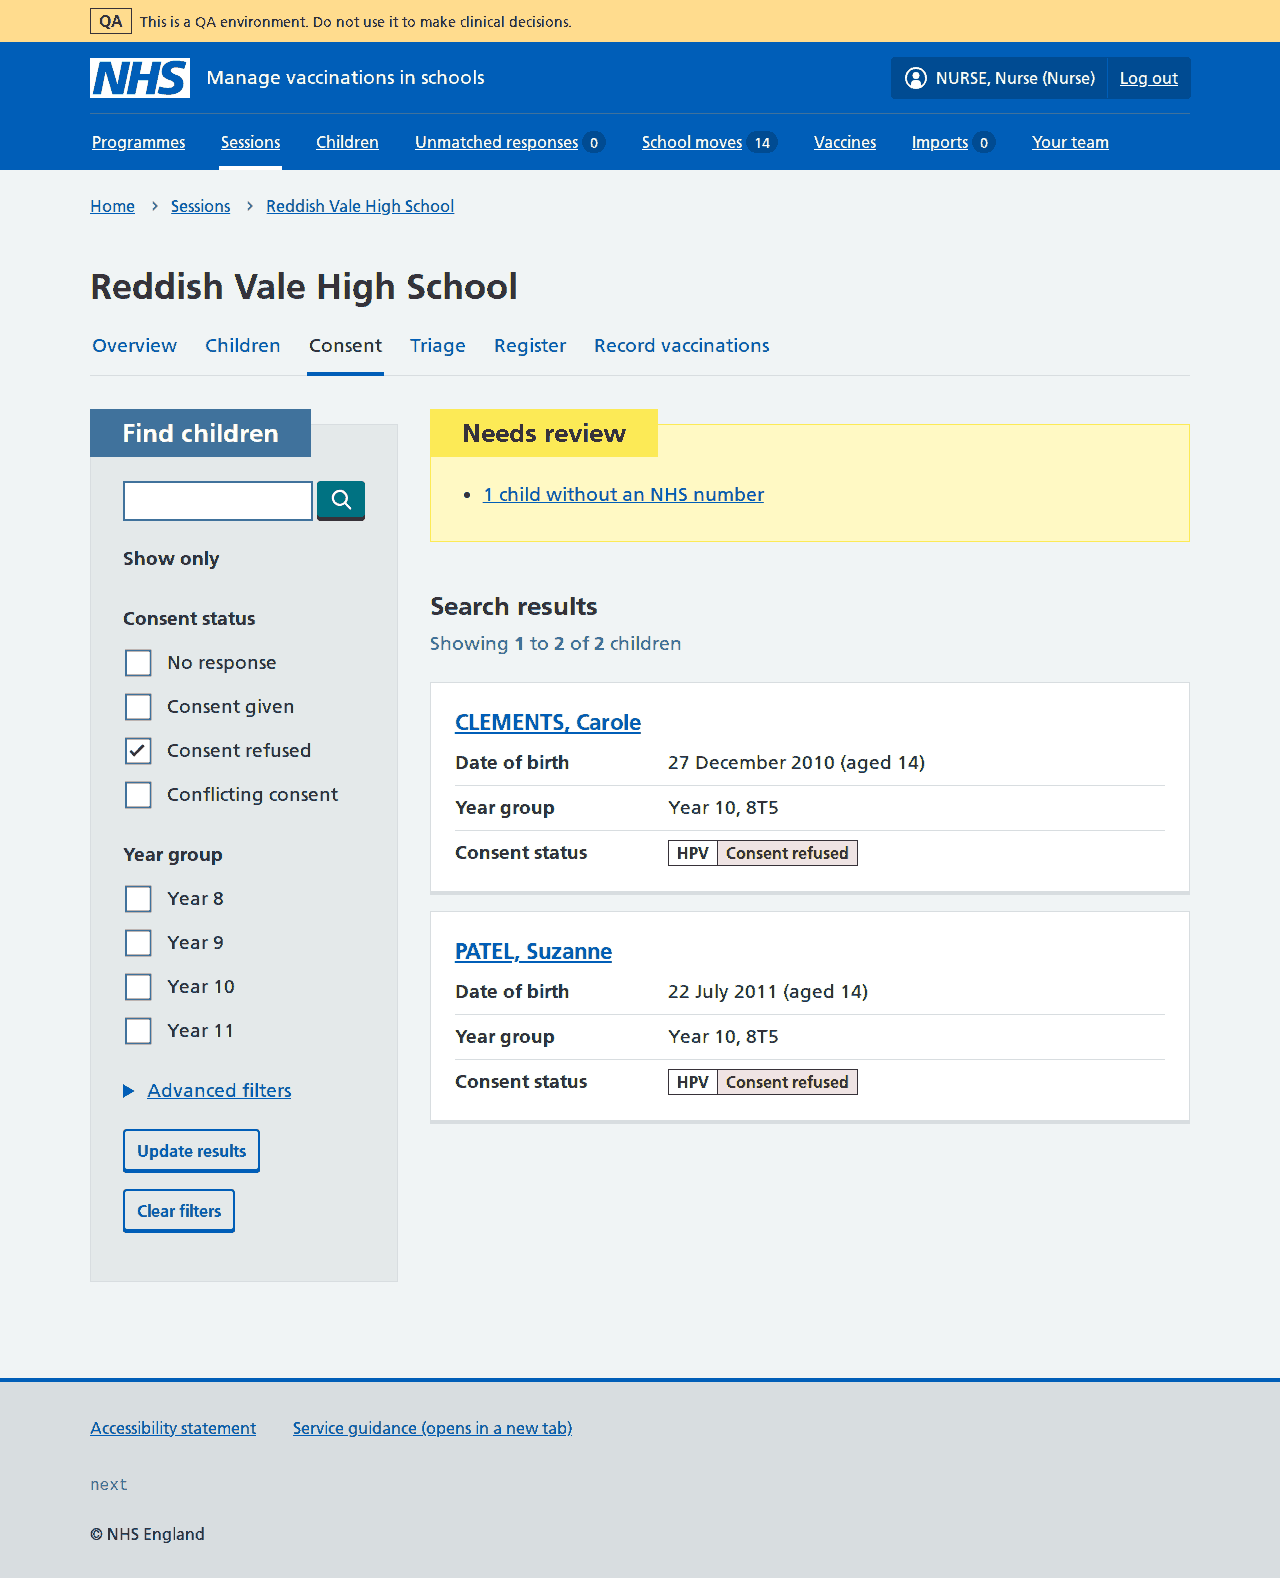 QA This is a QA environment. Do not use it to make clinical decisions.
NHS Manage vaccinations in schools NURSE, Nurse (Nurse) Log out
Programmes Sessions Children Unmatched responses 0 School moves 14 Vaccines Imports 0 Your team
Home Sessions Reddish Vale High School
Reddish Vale High School
Overview Children Consent Triage Register Record vaccinations
Find children
Show only
Consent status
No response
Consent given
Consent refused
Conflicting consent
Year group
Year 8
Year 9
Year 10
Year 11
Advanced filters
Update results
Clear filters
Needs review
1 child without an NHS number
Search results
Showing 1 to 2 of 2 children
CLEMENTS, Carole
Date of birth 27 December 2010 (aged 14)
Year group Year 10, 8T5
Consent status HPV Consent refused
PATEL, Suzanne
Date of birth 22 July 2011 (aged 14)
Year group Year 10, 8T5
Consent status HPV Consent refused
Accessibility statement Service guidance (opens in a new tab)
next
© NHS England